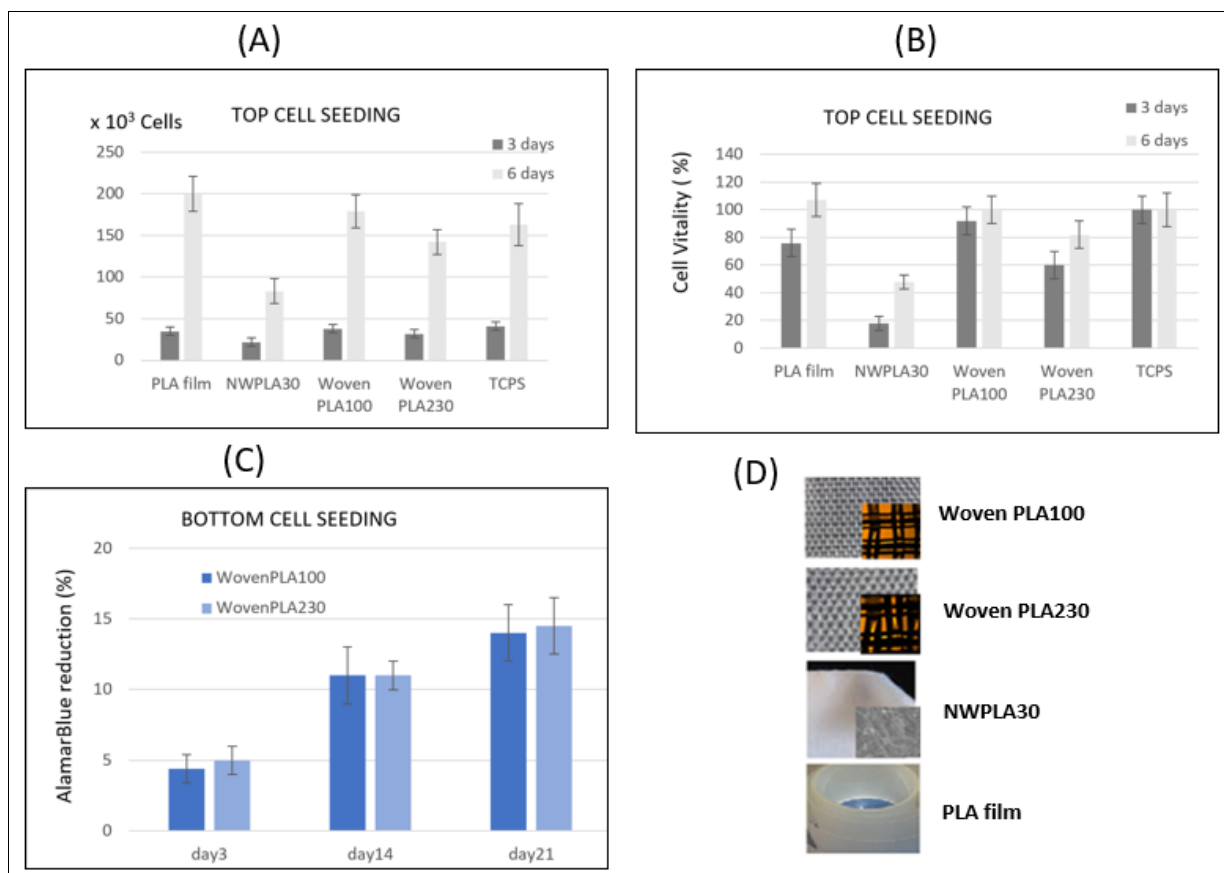 (A)
TOP CELL SEEDING
x 10³ Cells
3 days
6 days
250
200
150
100
50
0
PLA film
NWPLA30
Woven
PLA100
Woven
PLA230
TCPS
(B)
TOP CELL SEEDING
3 days
6 days
Cell Vitality ( %)
140
120
100
80
60
40
20
0
PLA film
NWPLA30
Woven
PLA100
Woven
PLA230
TCPS
(C)
BOTTOM CELL SEEDING
WovenPLA100
WovenPLA230
AlamarBlue reduction (%)
20
15
10
5
0
day3
day14
day21
(D)
Woven PLA100
Woven PLA230
NWPLA30
PLA film